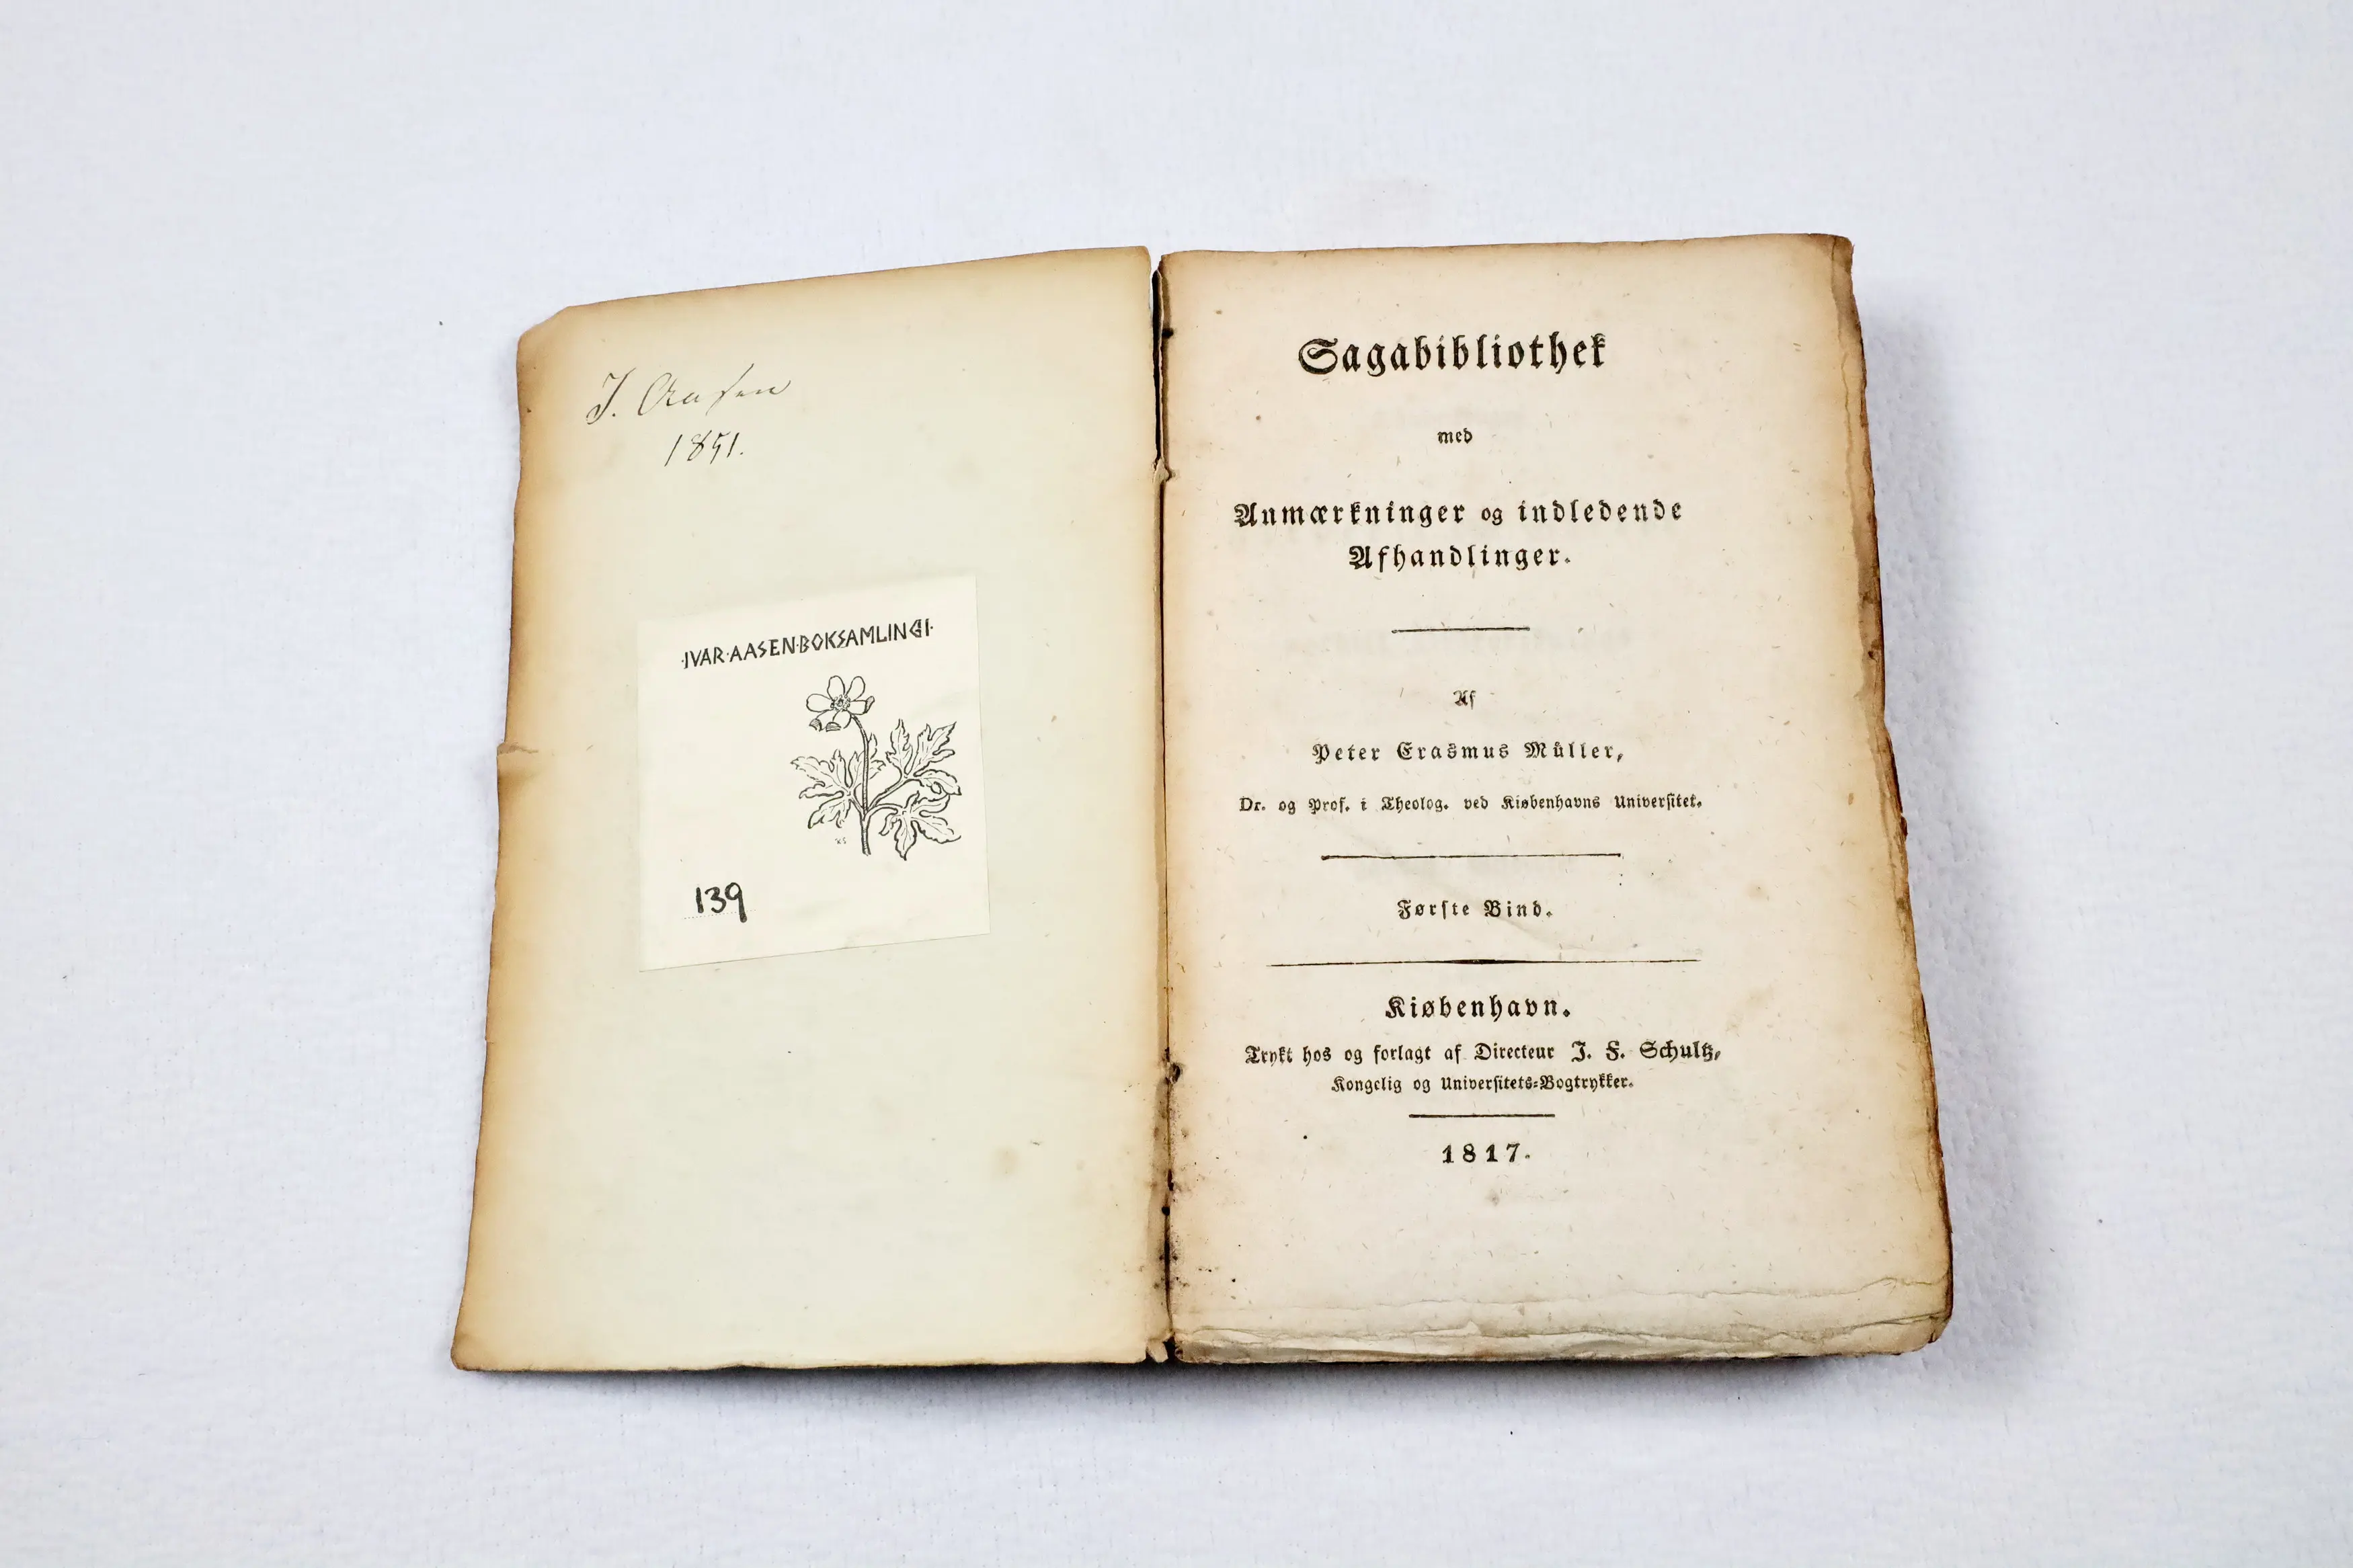 J. Aasen
1851.
·IVAR·AASEN·BOKSAMLINGI·
139
Sagabibliothek
med
Anmærkninger og indledende
Afhandlinger.
Af
Peter Erasmus Müller,
Dr. og Prof. i Theolog. ved Kiøbenhavns Universitet.
Første Bind.
Kiøbenhavn.
Trykt hos og forlagt af Directeur J. F. Schultz,
Kongelig og Universitets-Bogtrykker.
1817.